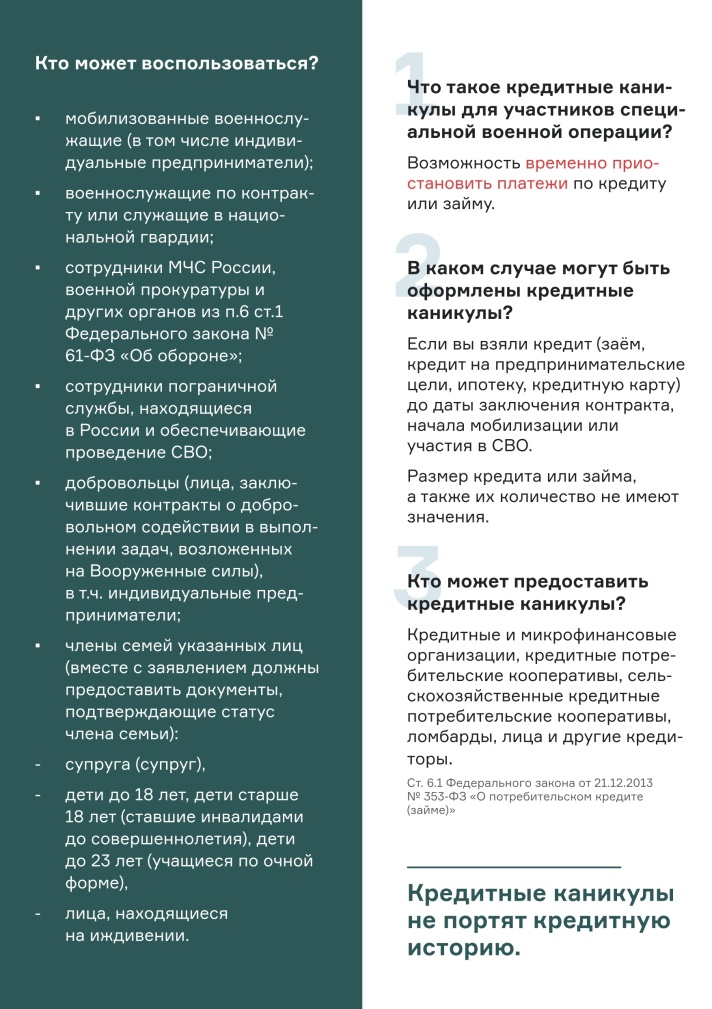 Кто может воспользоваться?
▪ мобилизованные военнослу-
жащие (в том числе индиви-
дуальные предприниматели);
▪ военнослужащие по контрак-
ту или служащие в нацио-
нальной гвардии;
▪ сотрудники МЧС России,
военной прокуратуры и
других органов из п.6 ст.1
Федерального закона №
61-ФЗ «Об обороне»;
▪ сотрудники пограничной
службы, находящиеся
в России и обеспечивающие
проведение СВО;
▪ добровольцы (лица, заклю-
чившие контракты о добро-
вольном содействии в выпол-
нении задач, возложенных
на Вооруженные силы),
в т.ч. индивидуальные пред-
приниматели;
▪ члены семей указанных лиц
(вместе с заявлением должны
предоставить документы,
подтверждающие статус
члена семьи):
- супруга (супруг),
- дети до 18 лет, дети старше
18 лет (ставшие инвалидами
до совершеннолетия), дети
до 23 лет (учащиеся по очной
форме),
- лица, находящиеся
на иждивении.
1
Что такое кредитные кани-
кулы для участников специ-
альной военной операции?
Возможность временно прио-
становить платежи по кредиту
или займу.
2
В каком случае могут быть
оформлены кредитные
каникулы?
Если вы взяли кредит (заём,
кредит на предпринимательские
цели, ипотеку, кредитную карту)
до даты заключения контракта,
начала мобилизации или
участия в СВО.
Размер кредита или займа,
а также их количество не имеют
значения.
3
Кто может предоставить
кредитные каникулы?
Кредитные и микрофинансовые
организации, кредитные потре-
бительские кооперативы, сель-
скохозяйственные кредитные
потребительские кооперативы,
ломбарды, лица и другие креди-
торы.
Ст. 6.1 Федерального закона от 21.12.2013
№ 353-ФЗ «О потребительском кредите
(займе)»
Кредитные каникулы
не портят кредитную
историю.